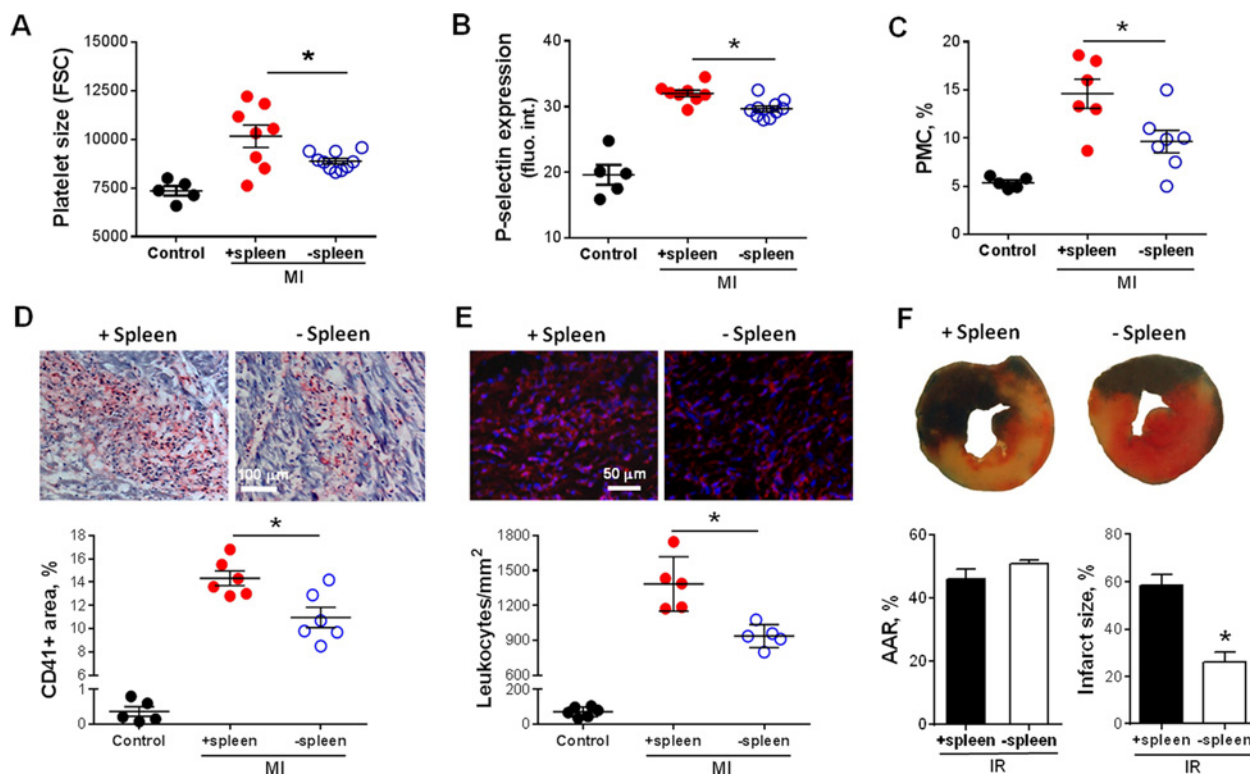 A
Platelet size (FSC)
15000
12500
10000
7500
5000
*
Control
+spleen
-spleen
MI
B
P-selectin expression
(fluo. int.)
40
30
20
10
*
Control
+spleen
-spleen
MI
C
PMC, %
20
15
10
5
0
*
Control
+spleen
-spleen
MI
D
+ Spleen
- Spleen
100 μm
CD41+ area, %
18
16
14
12
10
8
6
1
0
*
Control
+spleen
-spleen
MI
E
+ Spleen
- Spleen
50 μm
Leukocytes/mm²
1800
1500
1200
900
600
200
0
*
Control
+spleen
-spleen
MI
F
+ Spleen
- Spleen
AAR, %
60
40
20
0
+spleen
-spleen
IR
Infarct size, %
80
60
40
20
0
*
+spleen
-spleen
IR